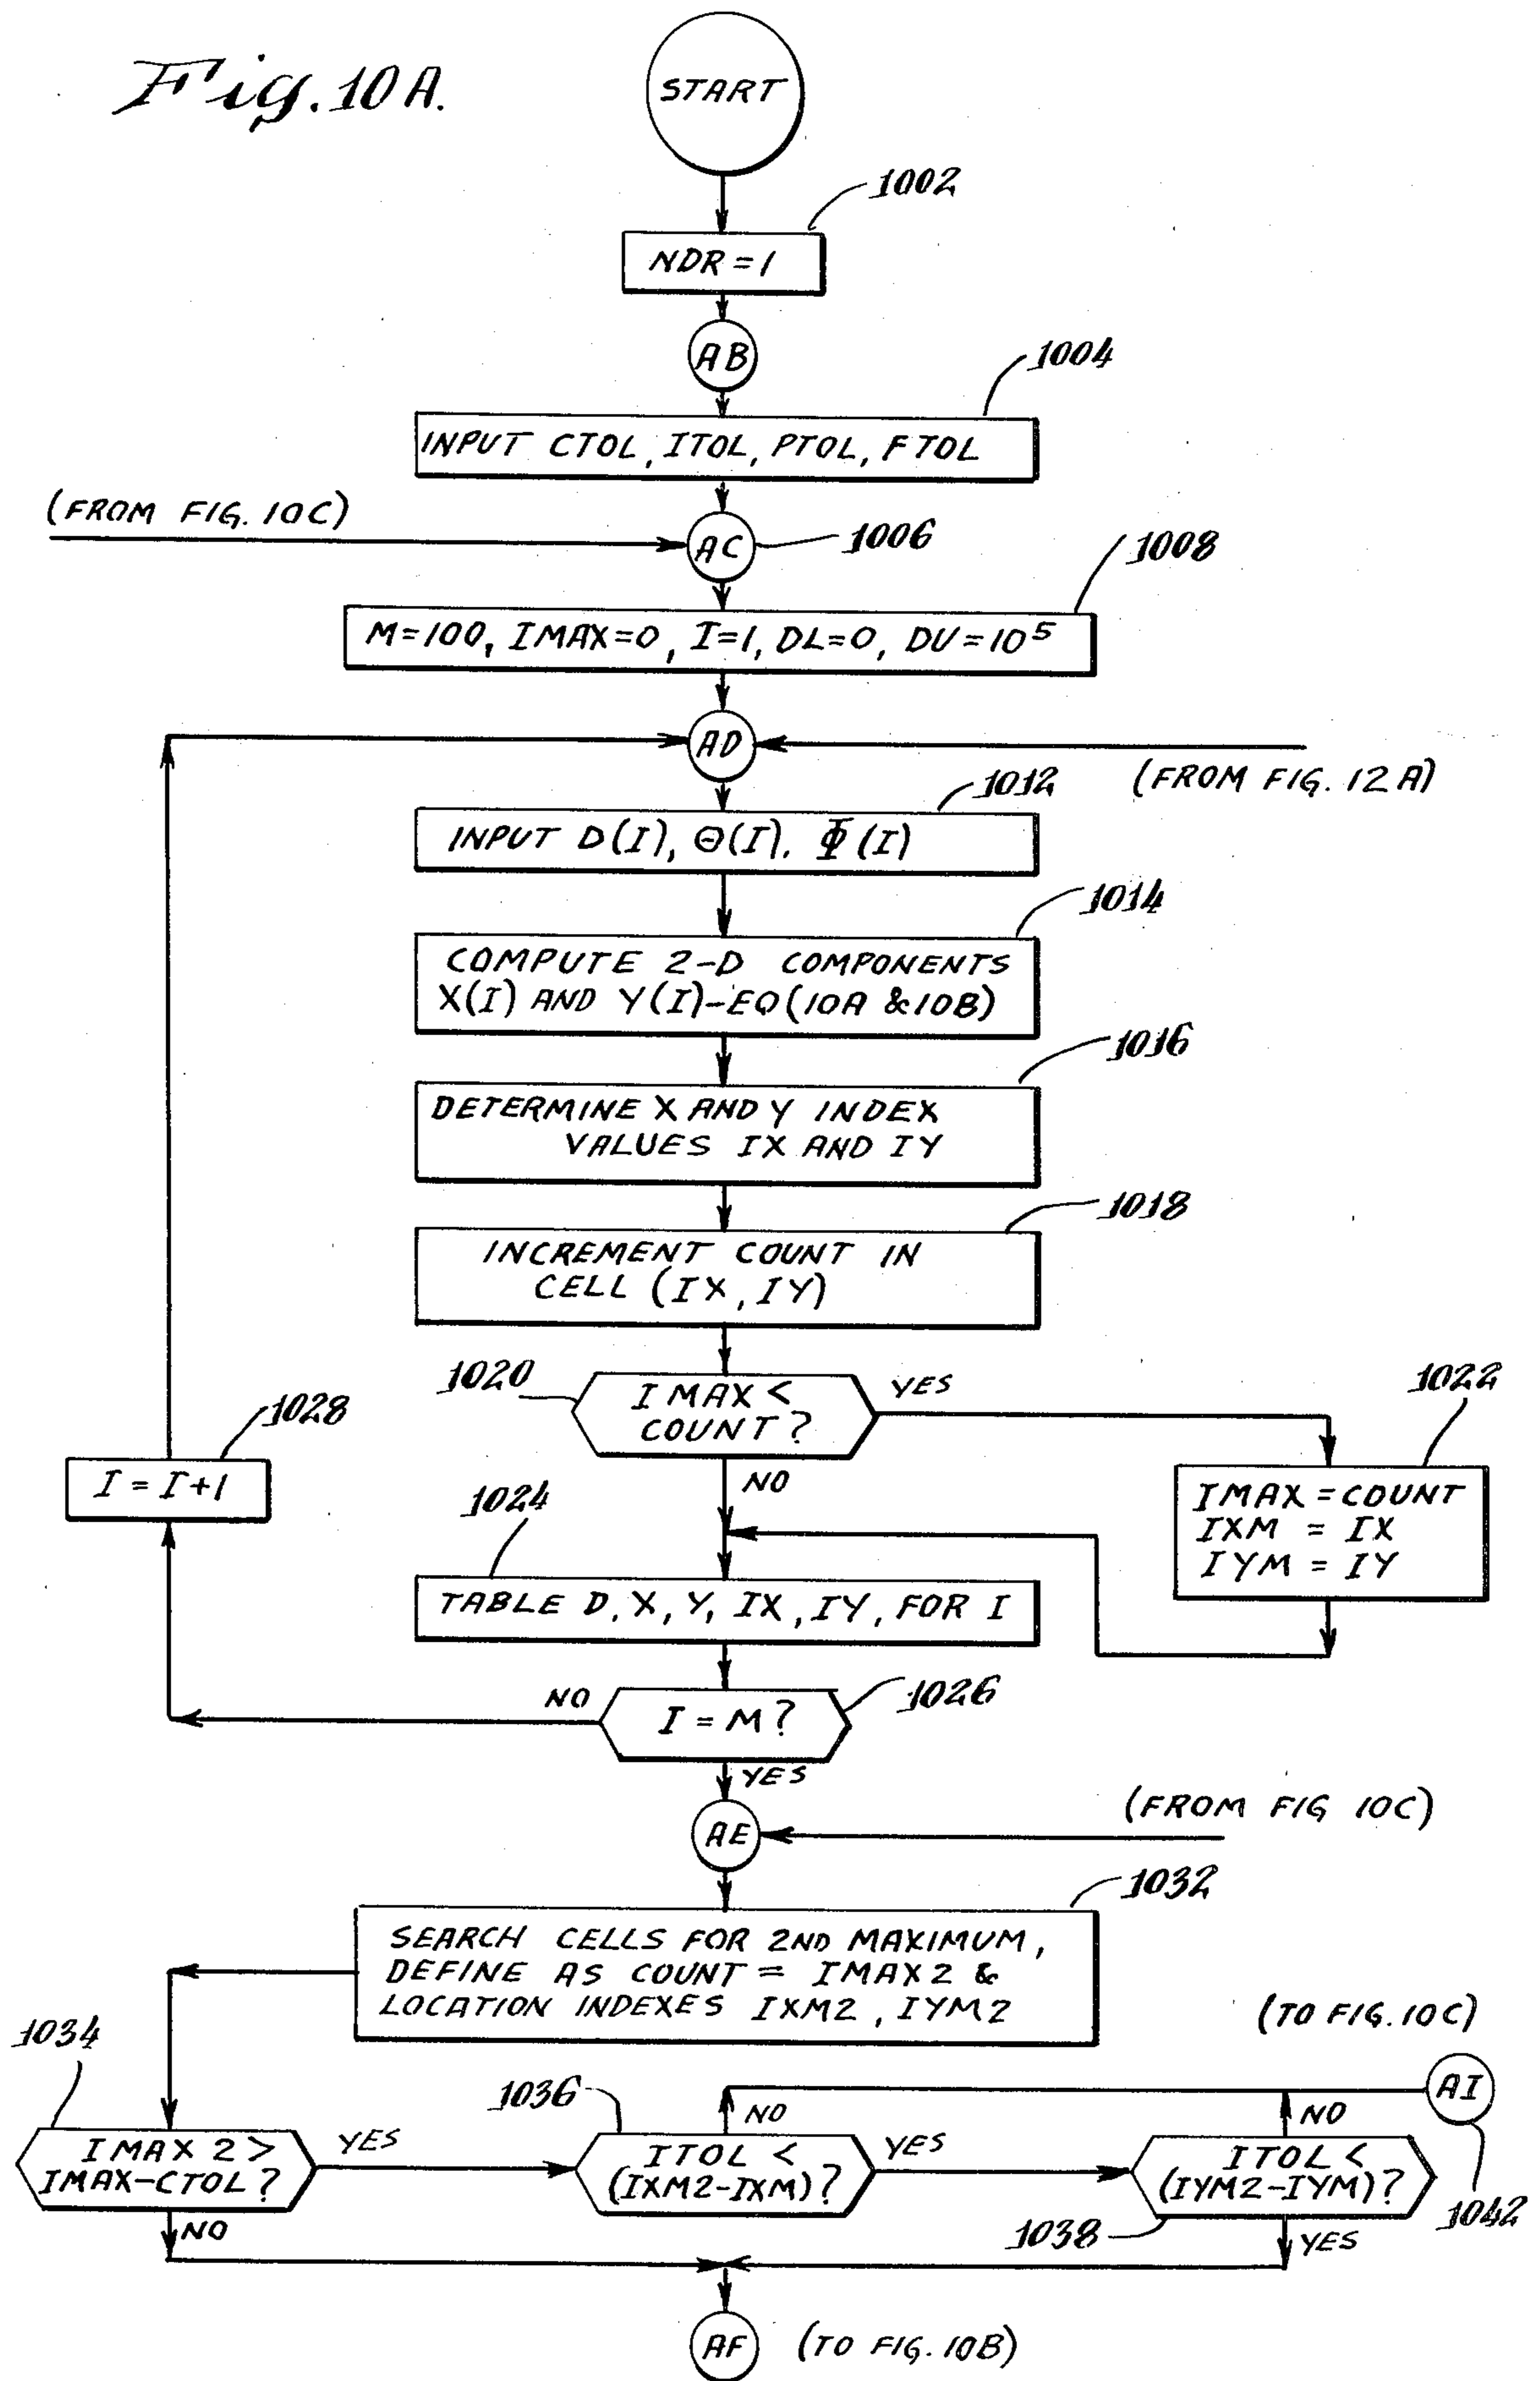 Fig. 10A.
START
1002
NDR = 1
AB
1004
INPUT CTOL, ITOL, PTOL, FTOL
(FROM FIG. 10C)
AC
1006
1008
M=100, IMAX=0, I=1, DL=0, DU=10⁵
AD
(FROM FIG. 12A)
1012
INPUT D(I), Θ(I). Φ(I)
1014
COMPUTE 2-D COMPONENTS
X(I) AND Y(I)-EQ(10A & 10B)
1016
DETERMINE X AND Y INDEX
VALUES IX AND IY
1018
INCREMENT COUNT IN
CELL (IX, IY)
1020
IMAX <
COUNT?
YES
1022
1028
I = I+1
NO
IMAX = COUNT
IXM = IX
IYM = IY
1024
TABLE D, X, Y, IX, IY, FOR I
NO
I = M?
1026
YES
(FROM FIG 10C)
AE
1032
SEARCH CELLS FOR 2ND MAXIMUM,
DEFINE AS COUNT = IMAX2 &
LOCATION INDEXES IXM2, IYM2
(TO FIG. 10C)
1034
1036
AI
NO
NO
IMAX 2 >
IMAX-CTOL?
YES
ITOL <
(IXM2-IXM)?
YES
ITOL <
(IYM2-IYM)?
1042
NO
1038
YES
AF
(TO FIG. 10B)